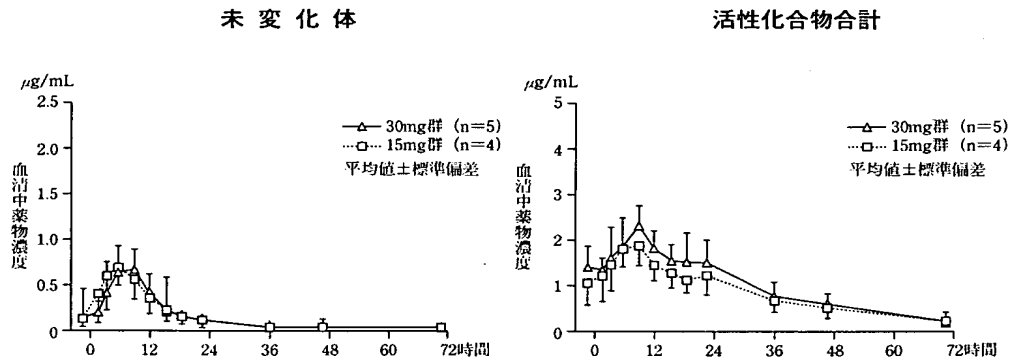 未変化体
μg/mL
2.5
2.0
1.5
1.0
0.5
0
血清中薬物濃度
30mg群 (n=5)
15mg群 (n=4)
平均値±標準偏差
0 12 24 36 48 60 72時間
活性化合物合計
μg/mL
5
4
3
2
1
0
血清中薬物濃度
30mg群 (n=5)
15mg群 (n=4)
平均値±標準偏差
0 12 24 36 48 60 72時間